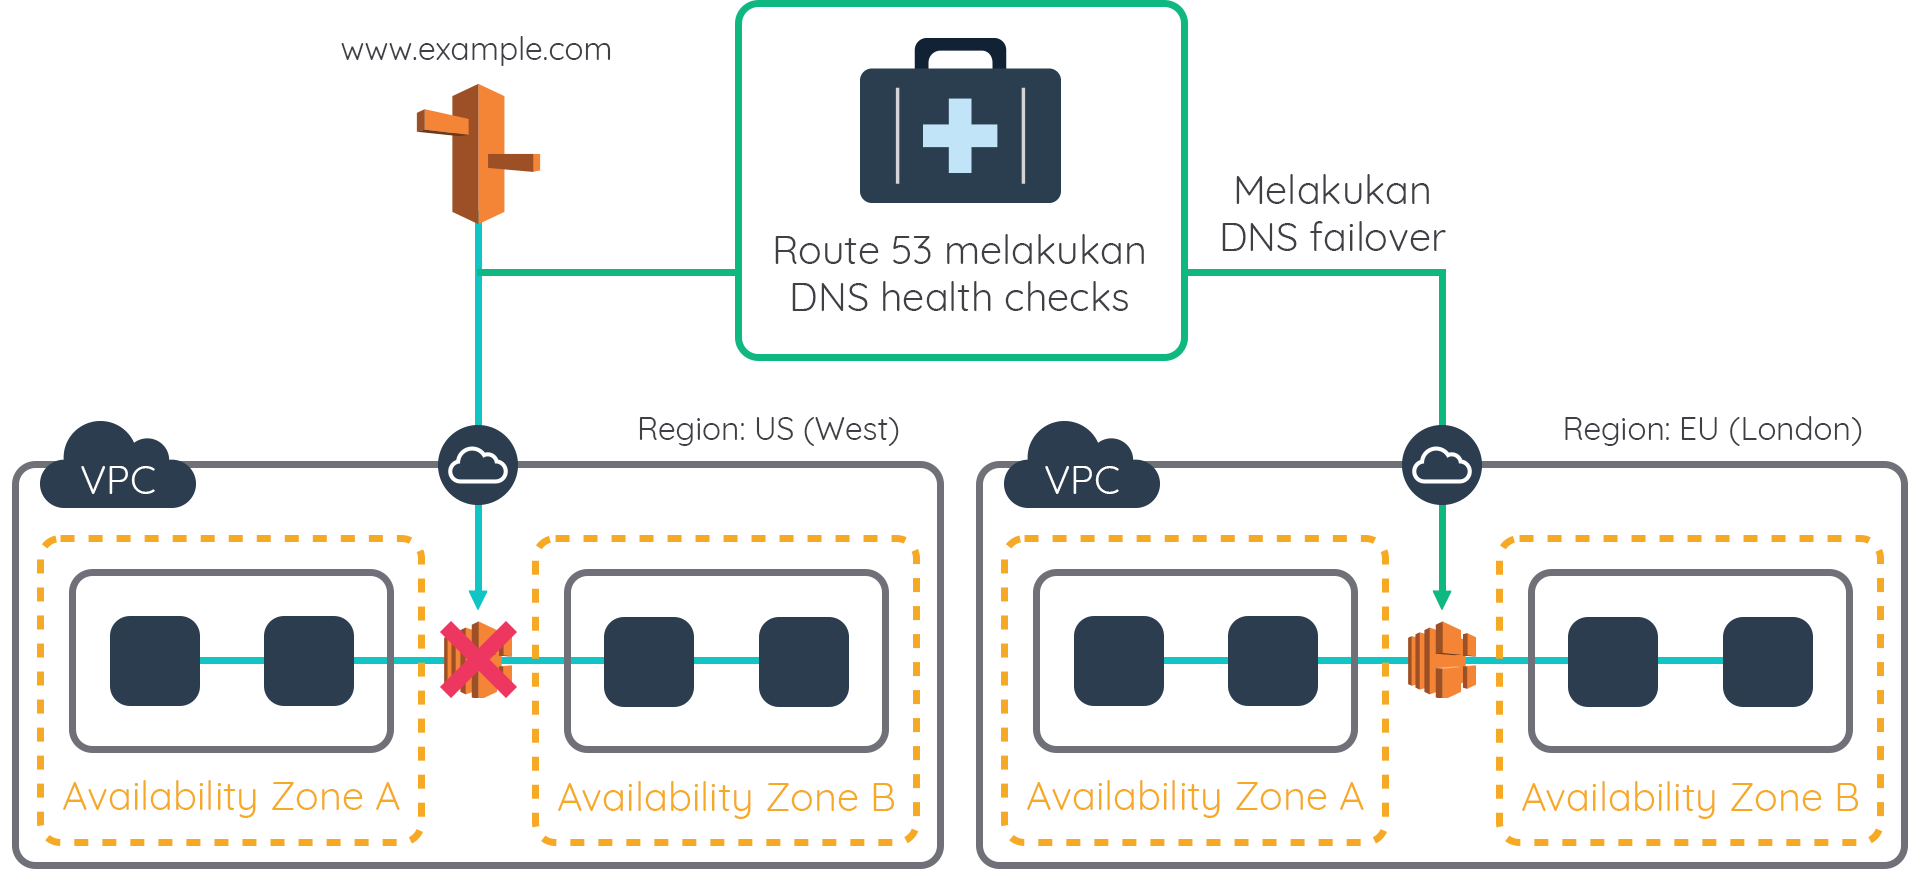 www.example.com
Route 53 melakukan
DNS health checks
Melakukan
DNS failover
Region: US (West)
VPC
Availability Zone A
Availability Zone B
Region: EU (London)
VPC
Availability Zone A
Availability Zone B